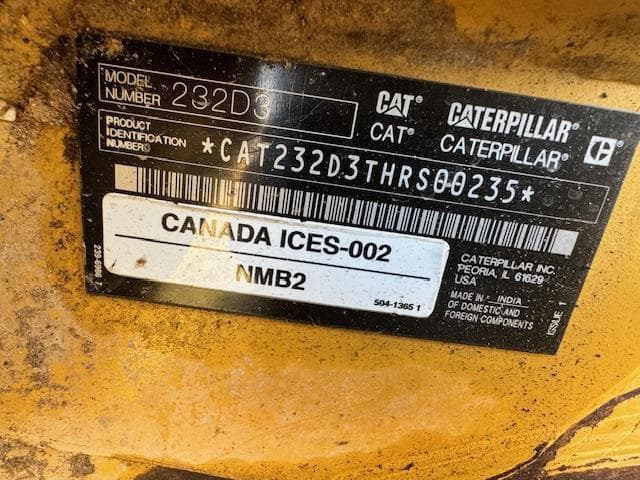 MODEL NUMBER 232D3
CAT® CATERPILLAR®
CAT® CATERPILLAR® C
PRODUCT IDENTIFICATION NUMBER *CAT232D3THRS00235*
CANADA ICES-002
NMB2
504-1365 1
CATERPILLAR INC.
PEORIA, IL 61629
USA
MADE IN INDIA
OF DOMESTIC AND
FOREIGN COMPONENTS
ISSUE 1